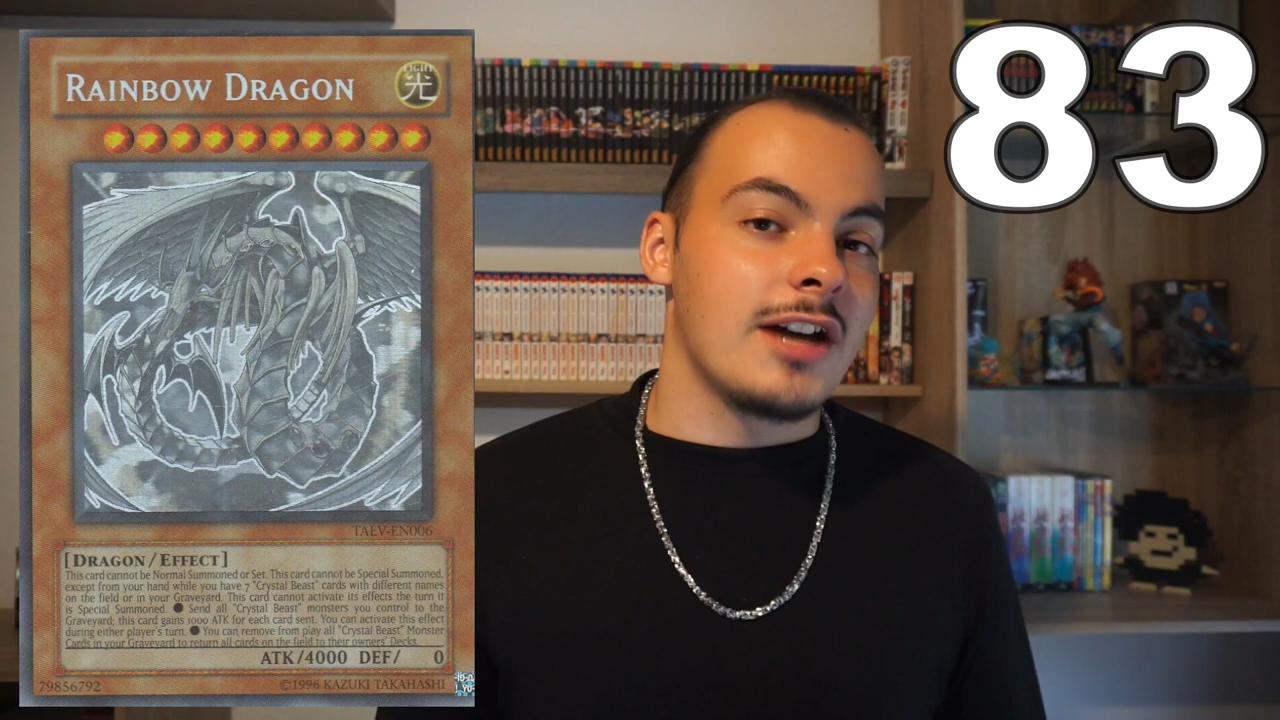 RAINBOW DRAGON
LIGHT
光
83
TAEV-EN006
[DRAGON/EFFECT]
This card cannot be Normal Summoned or Set. This card cannot be Special Summoned,
except from your hand while you have 7 "Crystal Beast" cards with different names
on the field or in your Graveyard. This card cannot activate its effects the turn it
is Special Summoned. ● Send all "Crystal Beast" monsters you control to the
Graveyard; this card gains 1000 ATK for each card sent. You can activate this effect
during either player's turn. ● You can remove from play all "Crystal Beast" Monster
Cards in your Graveyard to return all cards on the field to their owners' Decks.
ATK/4000 DEF/ 0
79856792 ©1996 KAZUKI TAKAHASHI